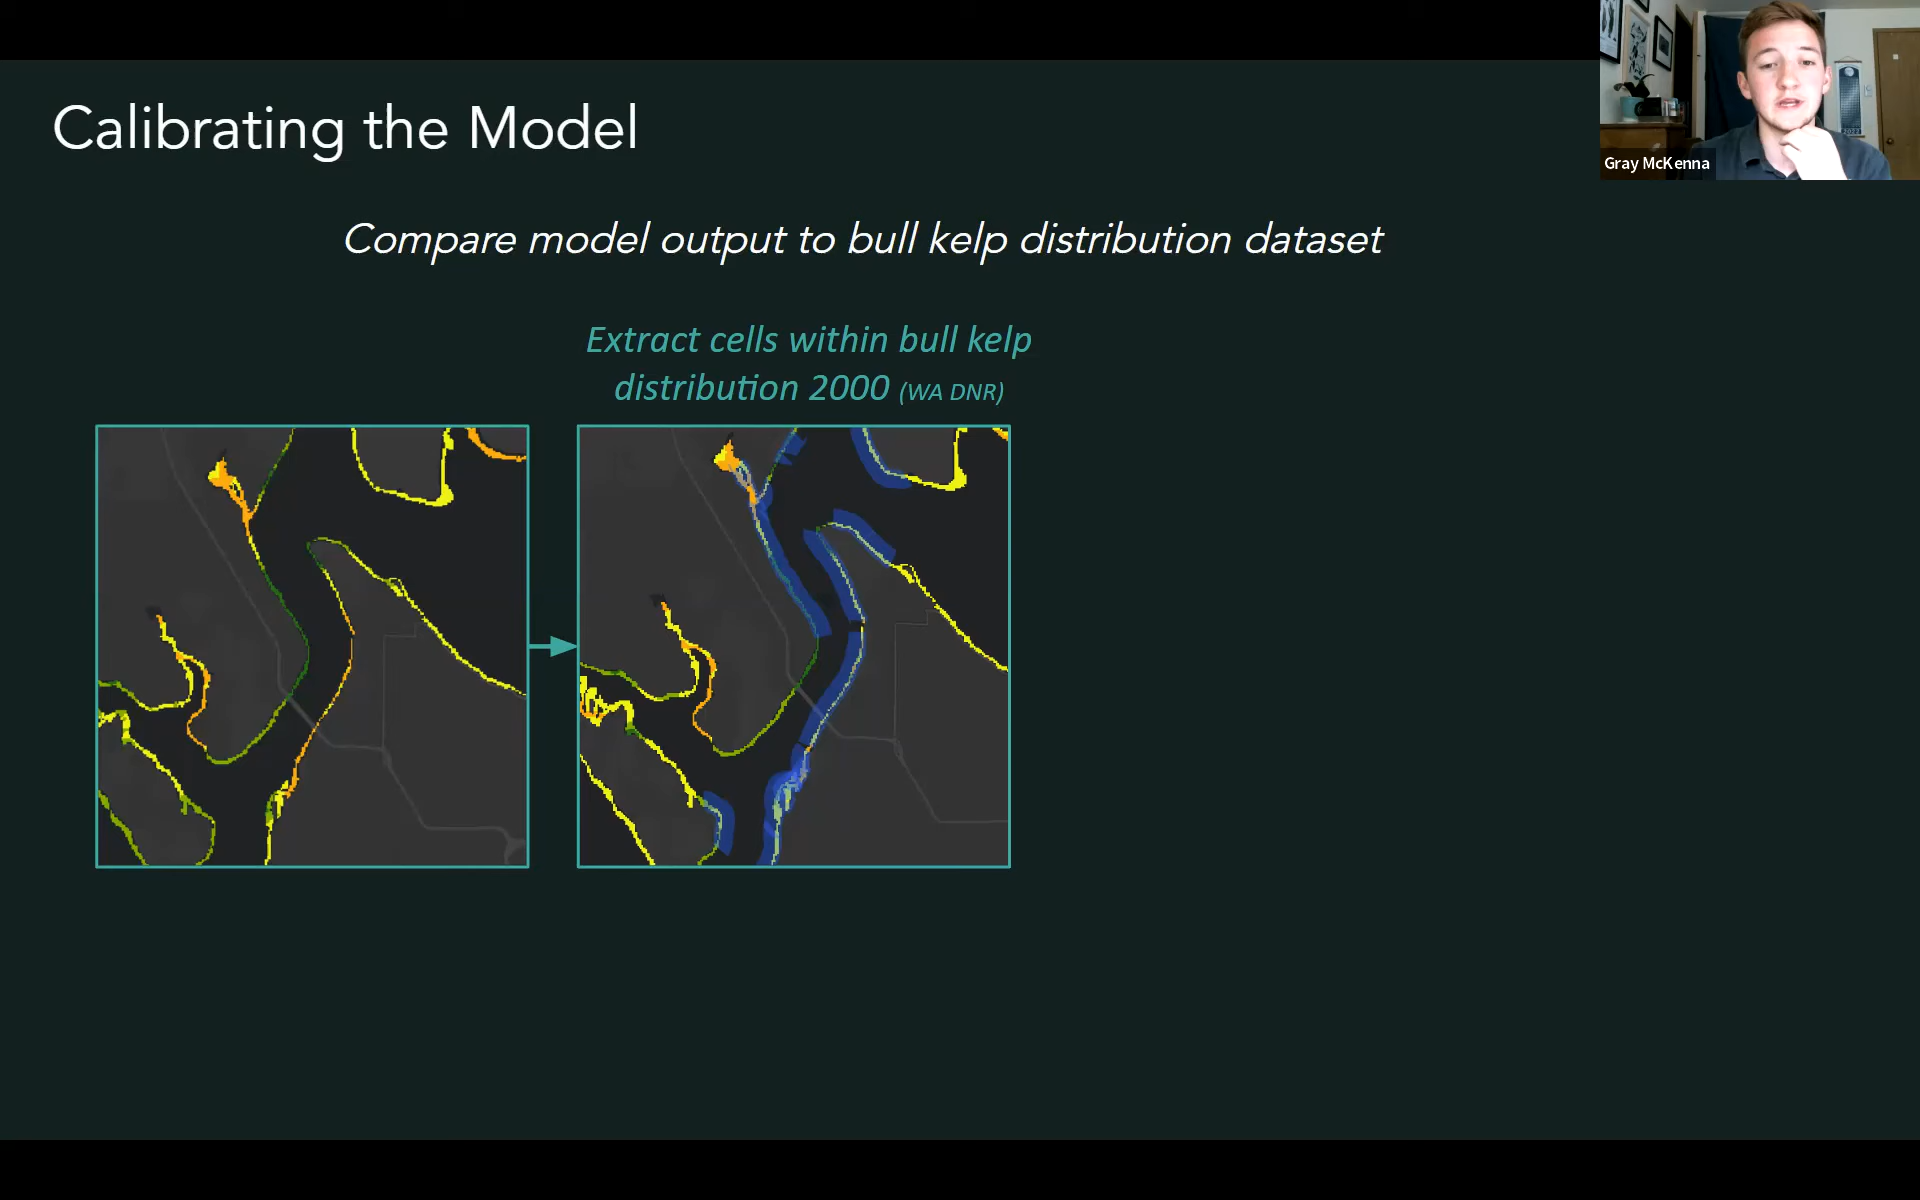 Calibrating the Model
Gray McKenna
Compare model output to bull kelp distribution dataset
Extract cells within bull kelp
distribution 2000 (WA DNR)